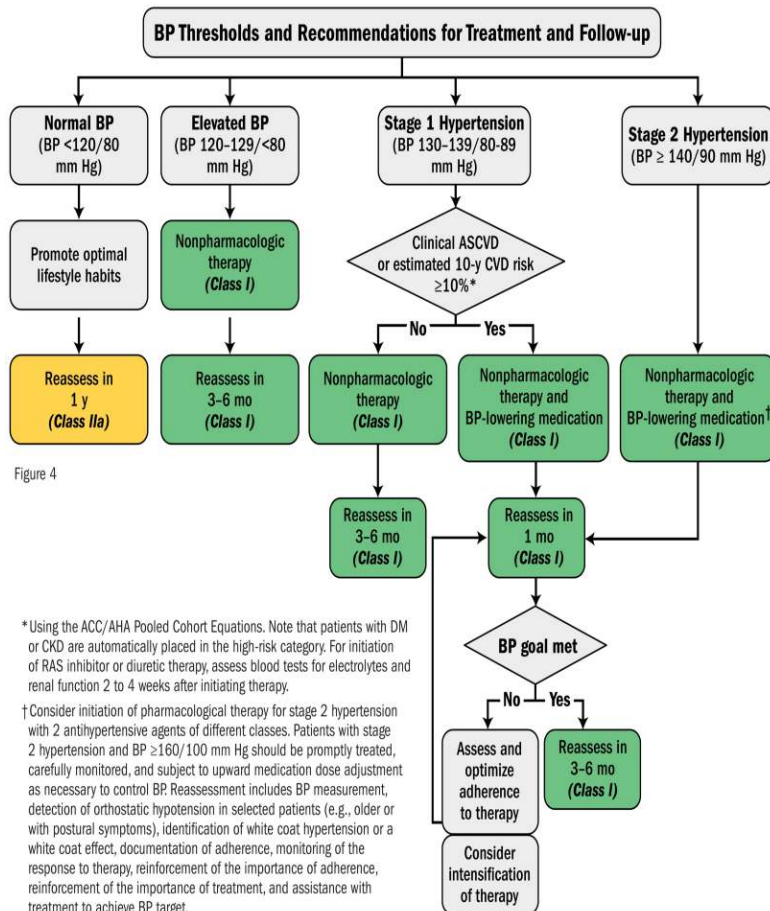 BP Thresholds and Recommendations for Treatment and Follow-up
Normal BP
(BP <120/80
mm Hg)
Elevated BP
(BP 120–129/<80
mm Hg)
Stage 1 Hypertension
(BP 130–139/80-89
mm Hg)
Stage 2 Hypertension
(BP ≥ 140/90 mm Hg)
Promote optimal
lifestyle habits
Nonpharmacologic
therapy
(Class I)
Clinical ASCVD
or estimated 10-y CVD risk
≥10%*
No
Yes
Reassess in
1 y
(Class IIa)
Reassess in
3–6 mo
(Class I)
Nonpharmacologic
therapy
(Class I)
Nonpharmacologic
therapy and
BP-lowering medication
(Class I)
Nonpharmacologic
therapy and
BP-lowering medication†
(Class I)
Figure 4
Reassess in
3–6 mo
(Class I)
Reassess in
1 mo
(Class I)
BP goal met
No
Yes
Assess and
optimize
adherence
to therapy
Reassess in
3–6 mo
(Class I)
Consider
intensification
of therapy
*Using the ACC/AHA Pooled Cohort Equations. Note that patients with DM
or CKD are automatically placed in the high-risk category. For initiation
of RAS inhibitor or diuretic therapy, assess blood tests for electrolytes and
renal function 2 to 4 weeks after initiating therapy.
†Consider initiation of pharmacological therapy for stage 2 hypertension
with 2 antihypertensive agents of different classes. Patients with stage
2 hypertension and BP ≥160/100 mm Hg should be promptly treated,
carefully monitored, and subject to upward medication dose adjustment
as necessary to control BP. Reassessment includes BP measurement,
detection of orthostatic hypotension in selected patients (e.g., older or
with postural symptoms), identification of white coat hypertension or a
white coat effect, documentation of adherence, monitoring of the
response to therapy, reinforcement of the importance of adherence,
reinforcement of the importance of treatment, and assistance with
treatment to achieve BP target.